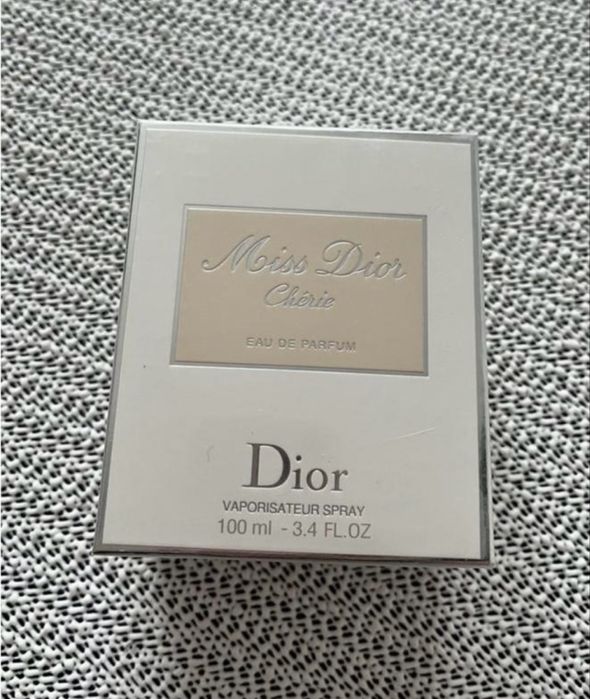 Miss Dior
Chérie
EAU DE PARFUM
Dior
VAPORISATEUR SPRAY
100 ml - 3.4 FL.OZ